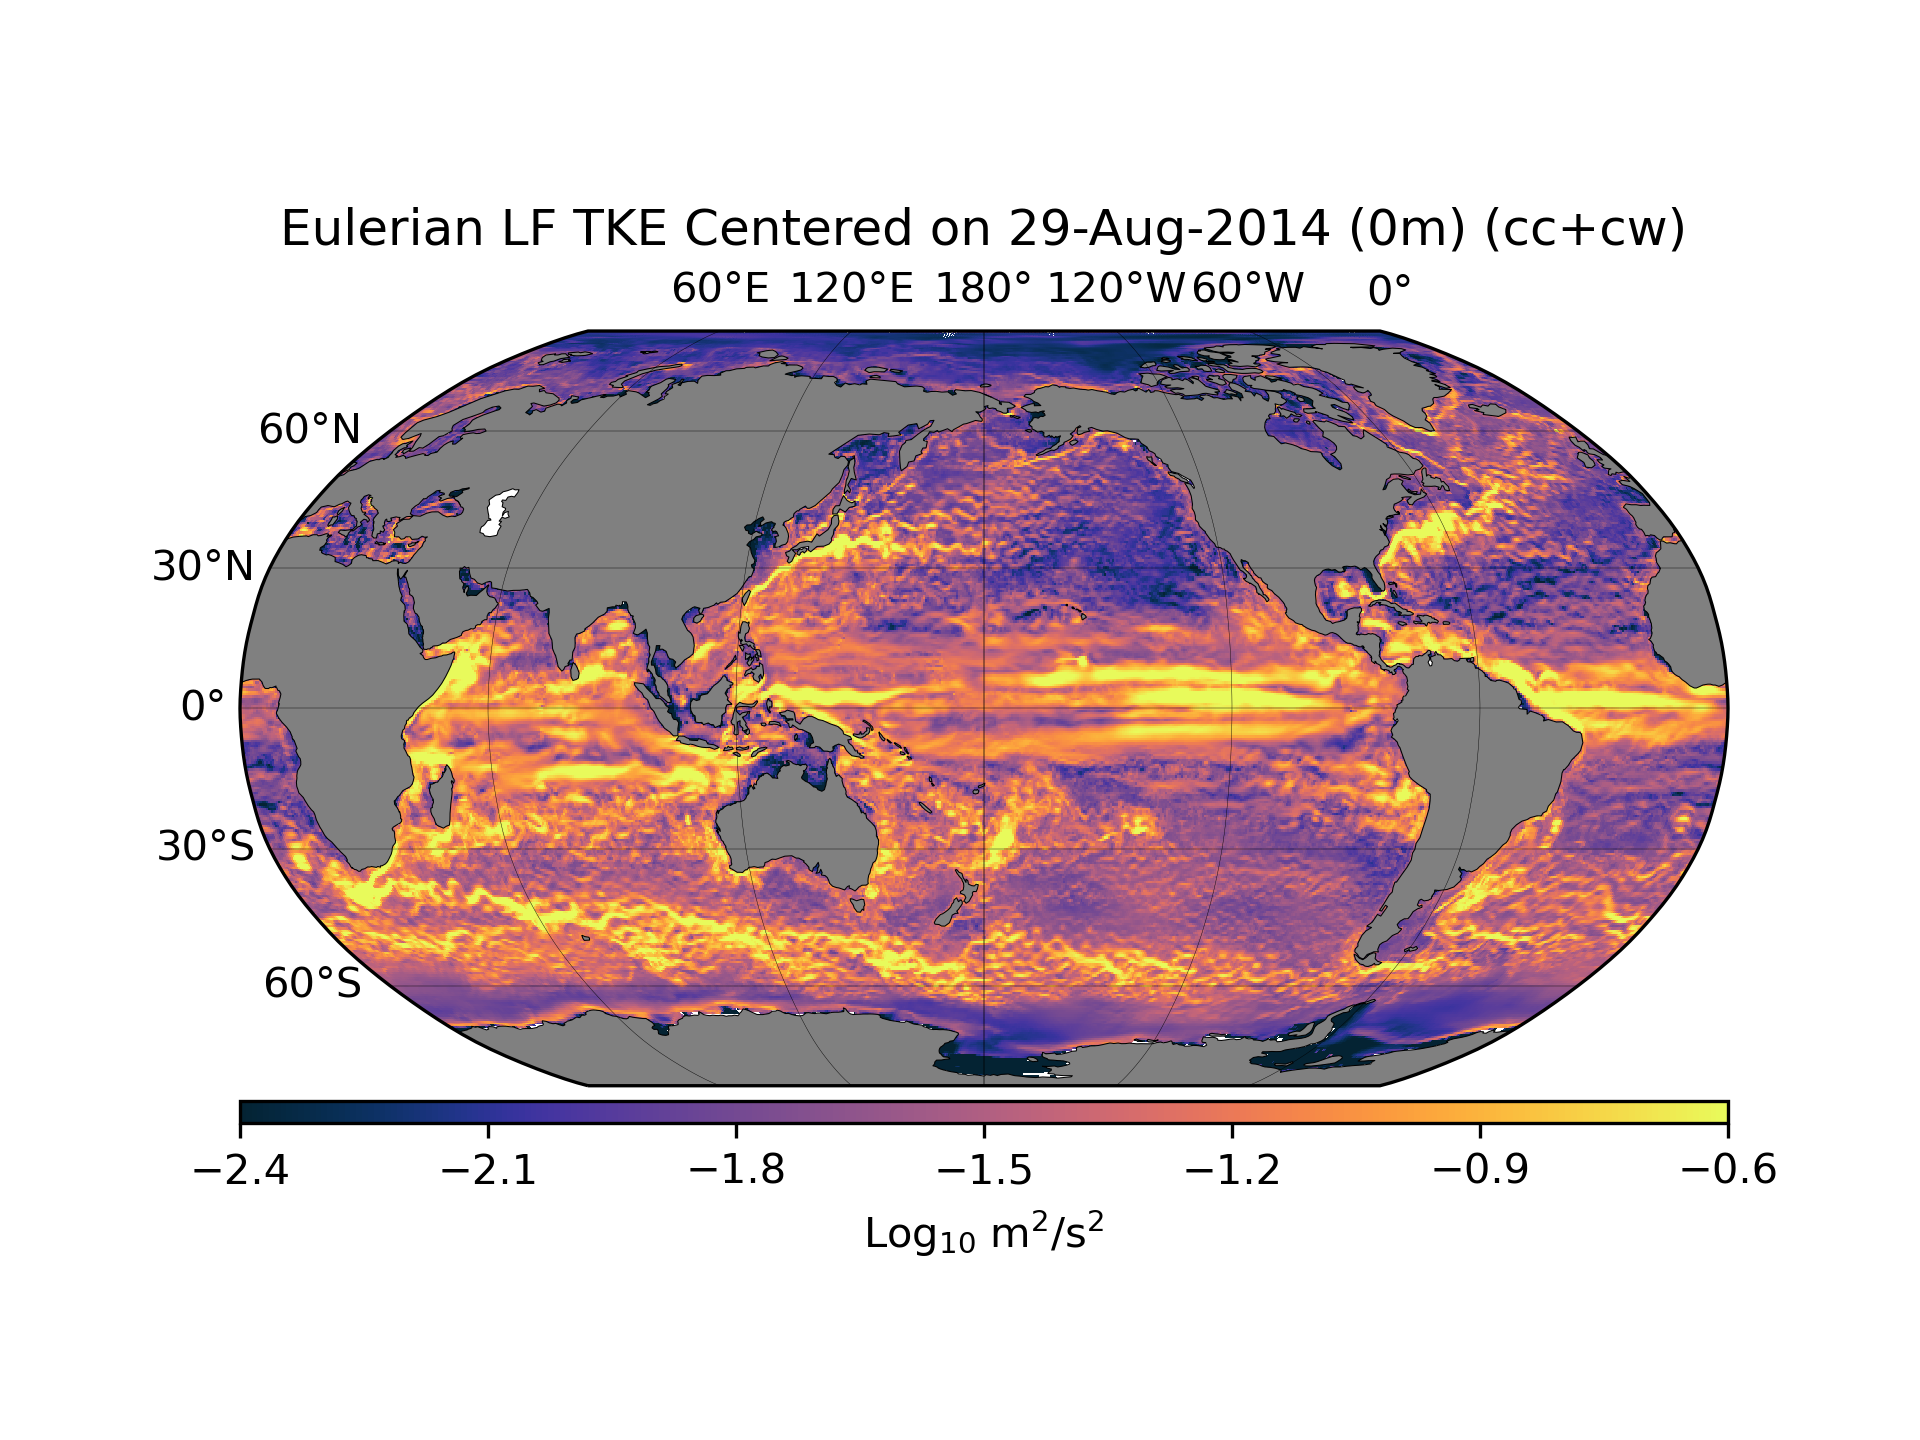 Eulerian LF TKE Centered on 29-Aug-2014 (0m) (cc+cw)
60°E 120°E 180° 120°W 60°W 0°
60°N
30°N
0°
30°S
60°S
−2.4 −2.1 −1.8 −1.5 −1.2 −0.9 −0.6
Log₁₀ m²/s²